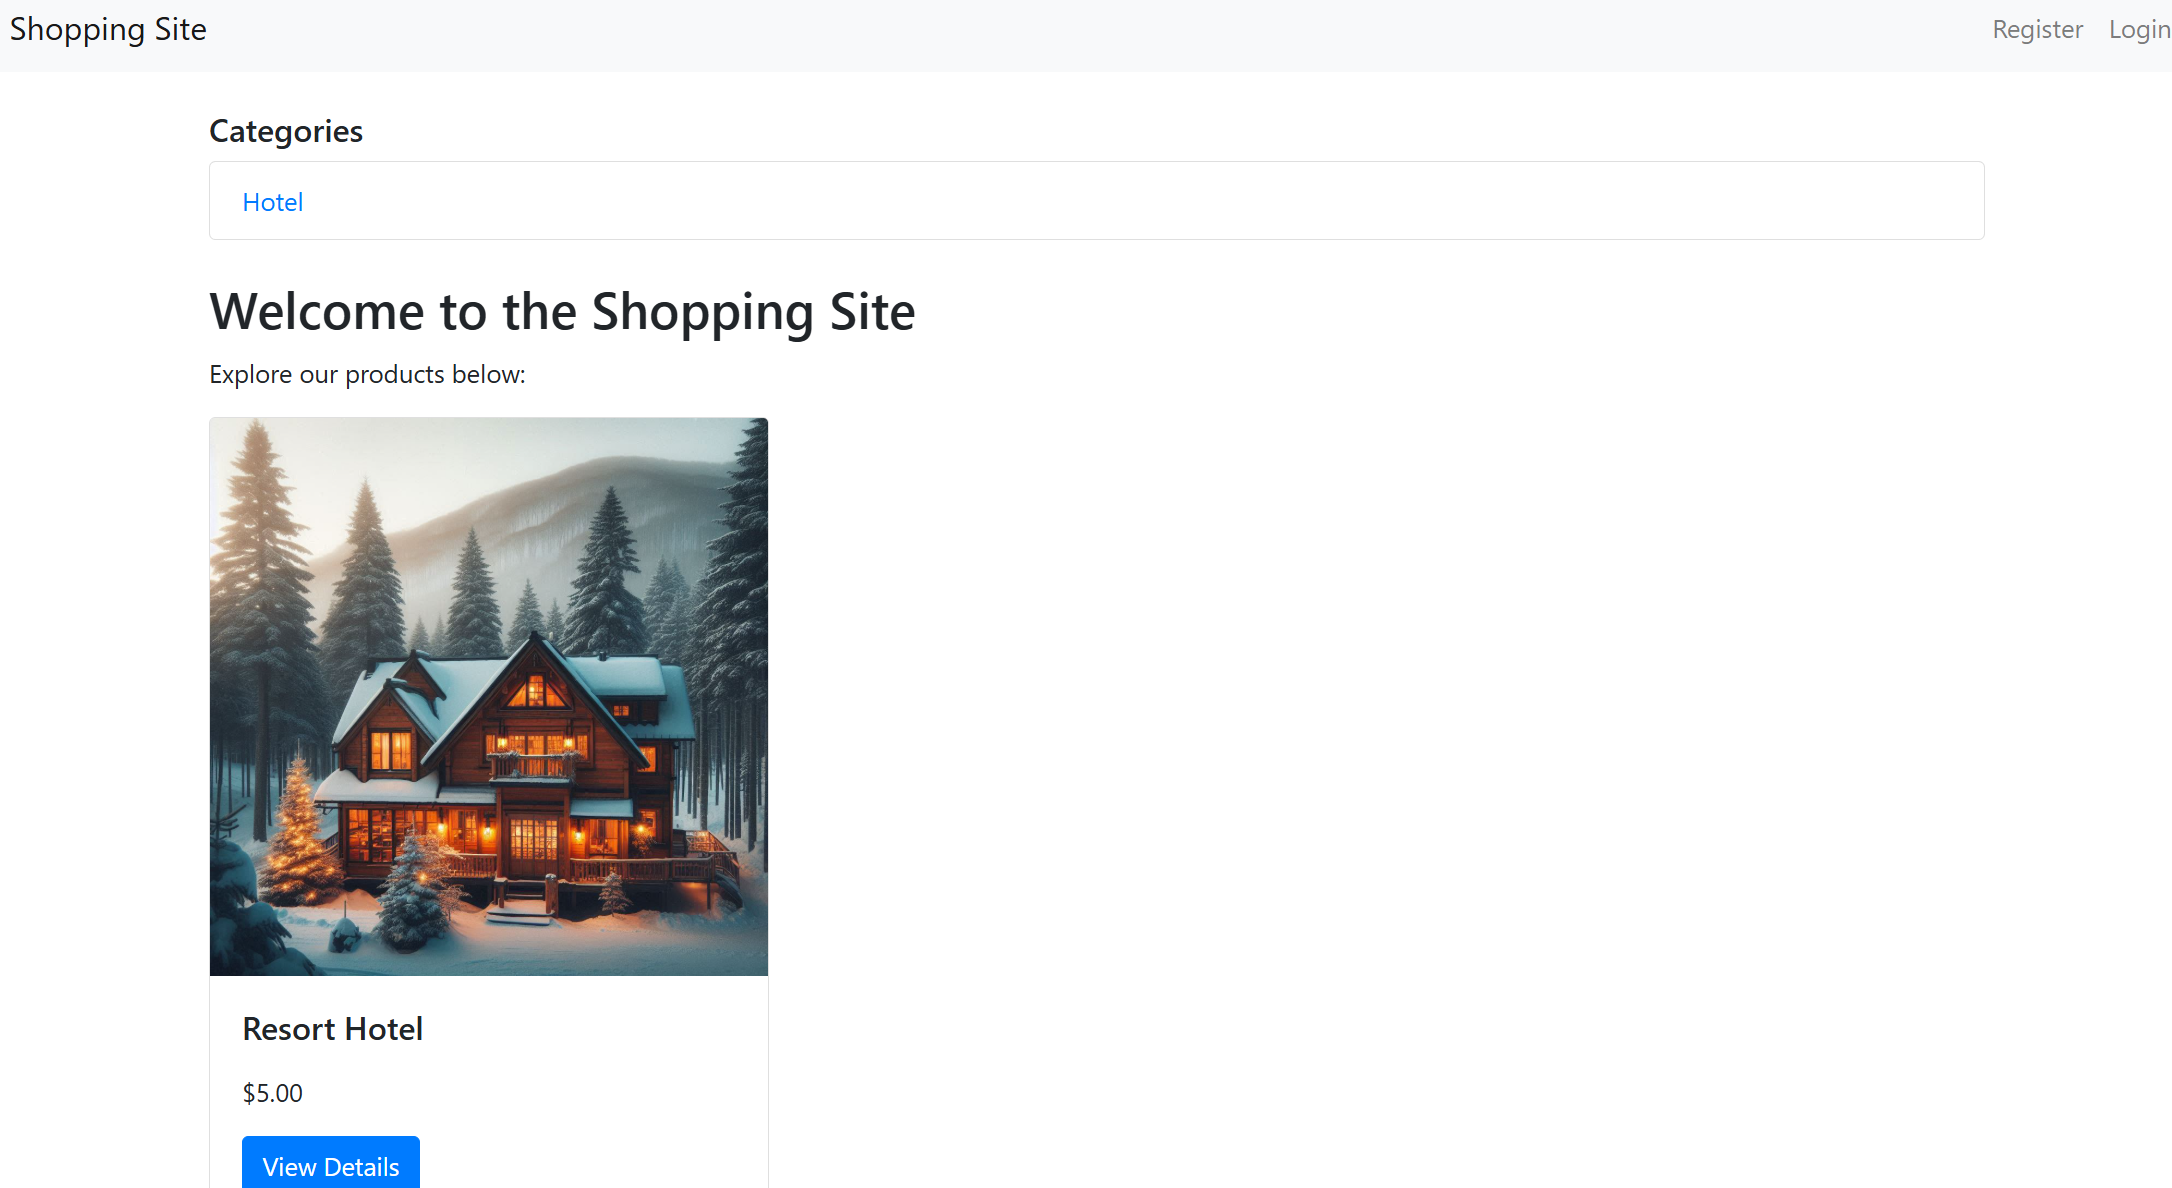 Shopping Site
Register Login
Categories
Hotel
Welcome to the Shopping Site
Explore our products below:
Resort Hotel
$5.00
View Details